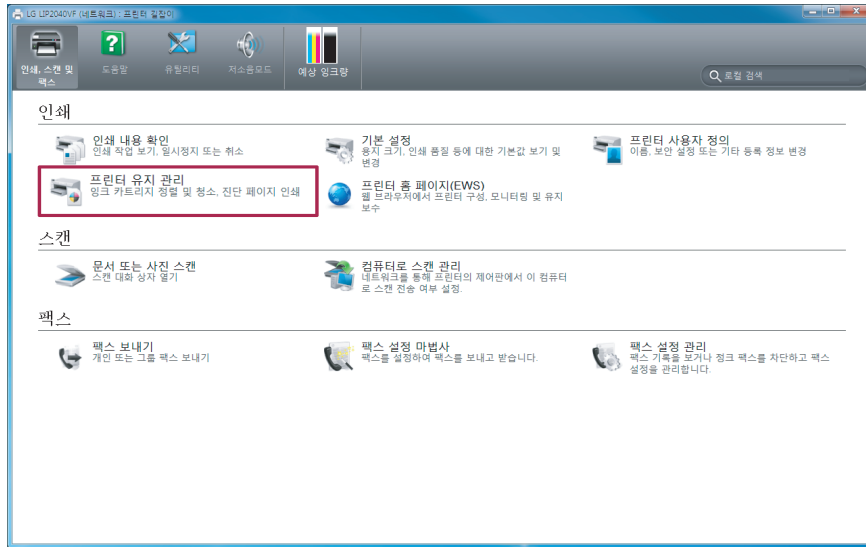 LG LIP2040VF (네트워크) : 프린터 길잡이
인쇄, 스캔 및
팩스
도움말
유틸리티
저소음모드
예상 잉크량
로컬 검색
인쇄
인쇄 내용 확인
인쇄 작업 보기, 일시정지 또는 취소
기본 설정
용지 크기, 인쇄 품질 등에 대한 기본값 보기 및
변경
프린터 사용자 정의
이름, 보안 설정 또는 기타 등록 정보 변경
프린터 유지 관리
잉크 카트리지 정렬 및 청소, 진단 페이지 인쇄
프린터 홈 페이지(EWS)
웹 브라우저에서 프린터 구성, 모니터링 및 유지
보수
스캔
문서 또는 사진 스캔
스캔 대화 상자 열기
컴퓨터로 스캔 관리
네트워크를 통해 프린터의 제어판에서 이 컴퓨터
로 스캔 전송 여부 설정.
팩스
팩스 보내기
개인 또는 그룹 팩스 보내기
팩스 설정 마법사
팩스를 설정하여 팩스를 보내고 받습니다.
팩스 설정 관리
팩스 기록을 보거나 정크 팩스를 차단하고 팩스
설정을 관리합니다.